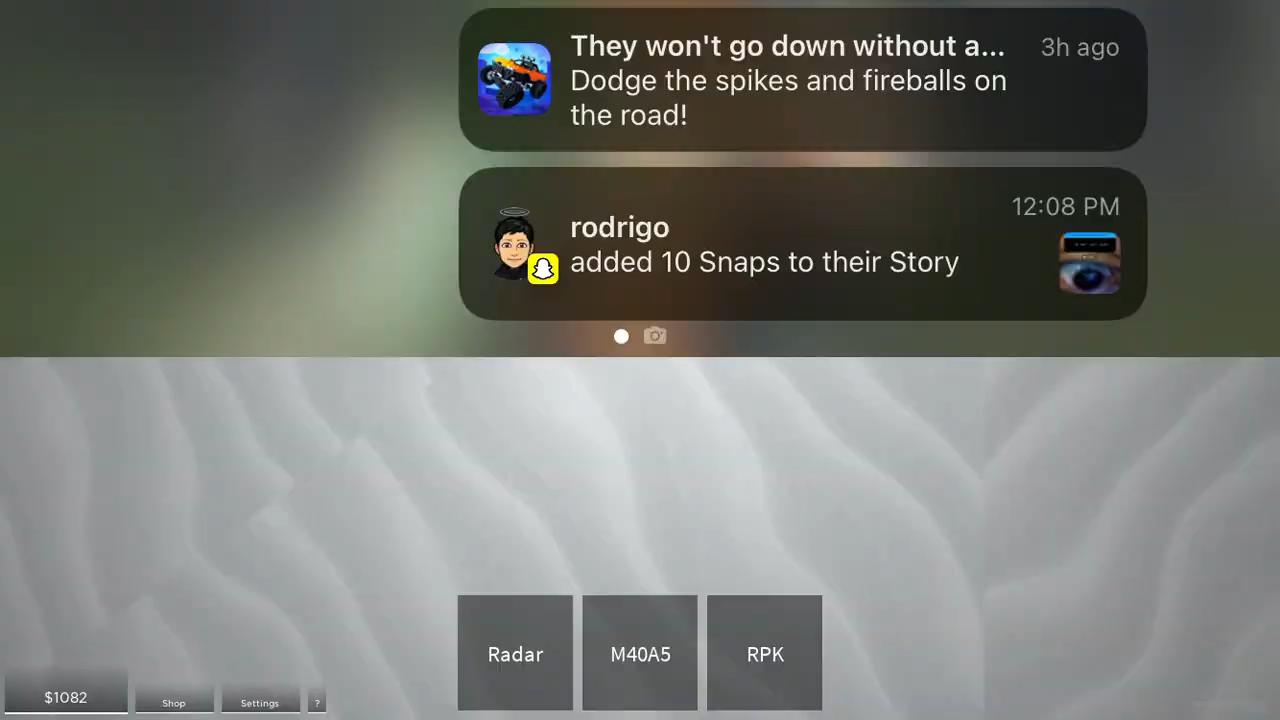 They won't go down without a...
3h ago
Dodge the spikes and fireballs on
the road!
12:08 PM
rodrigo
added 10 Snaps to their Story
Radar
M40A5
RPK
$1082
Shop
Settings
?